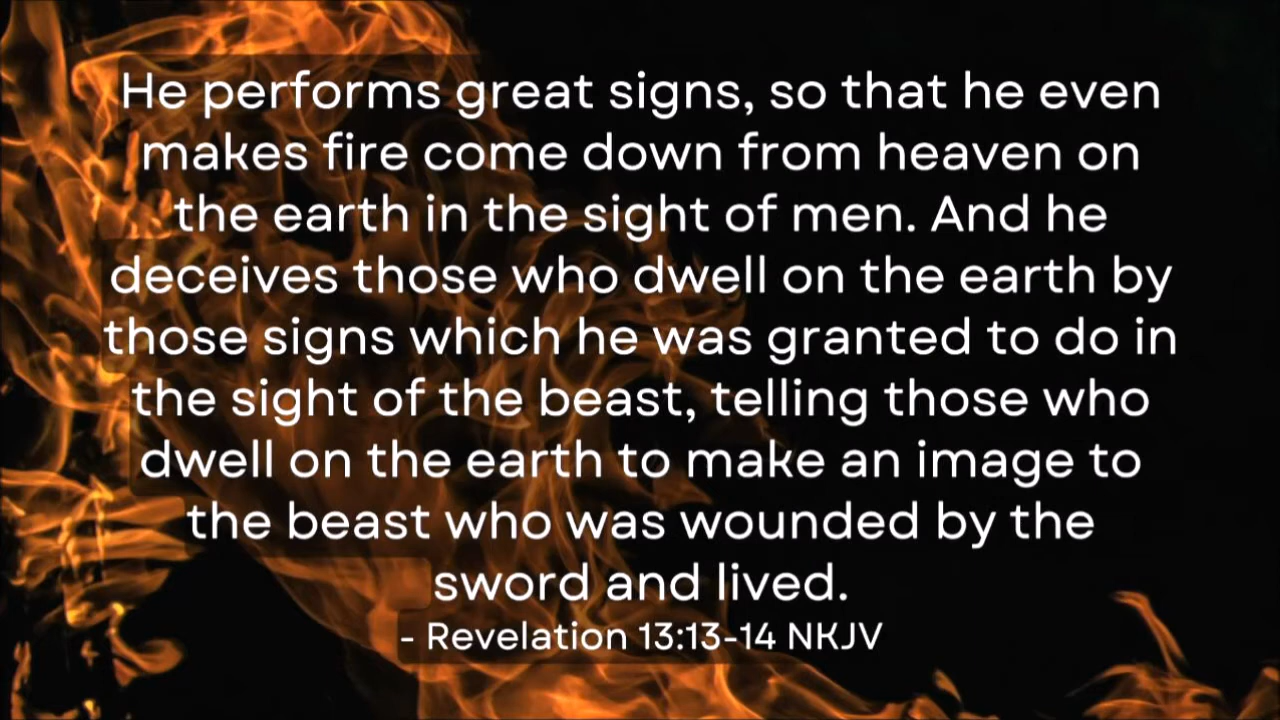 He performs great signs, so that he even
makes fire come down from heaven on
the earth in the sight of men. And he
deceives those who dwell on the earth by
those signs which he was granted to do in
the sight of the beast, telling those who
dwell on the earth to make an image to
the beast who was wounded by the
sword and lived.
- Revelation 13:13-14 NKJV